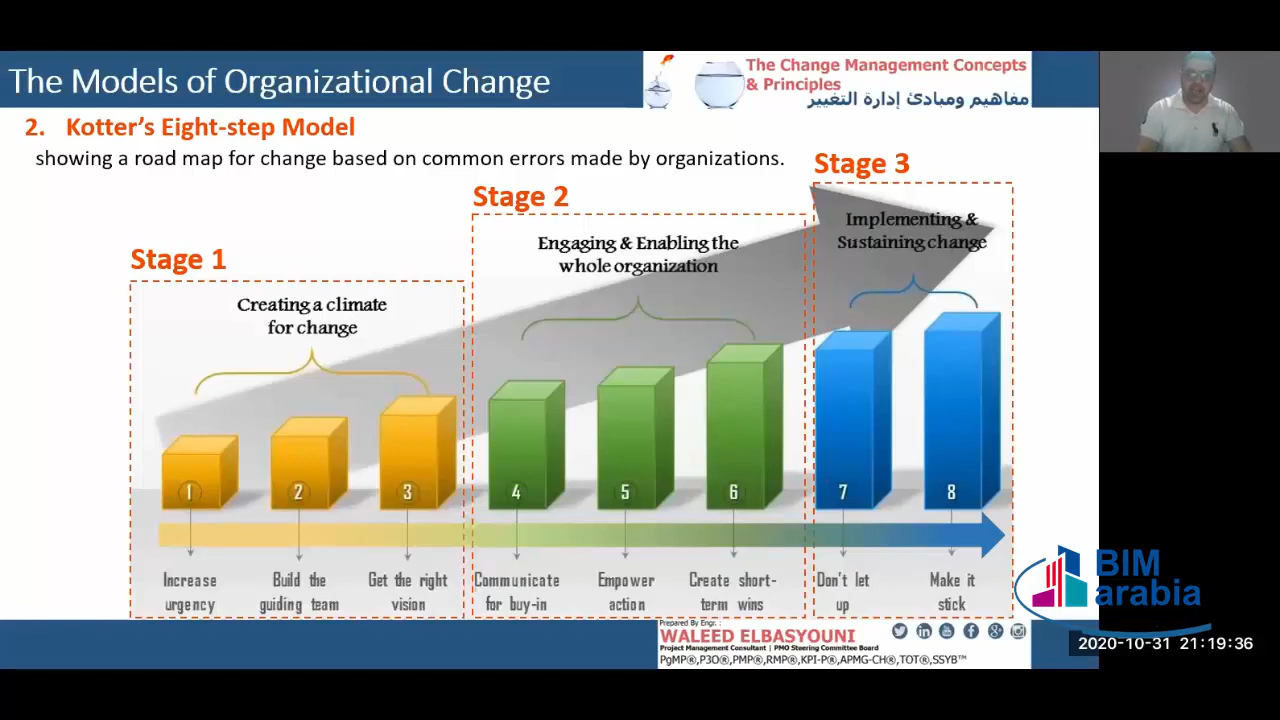 The Models of Organizational Change
The Change Management Concepts
& Principles
مفاهيم ومبادئ إدارة التغيير
2. Kotter's Eight-step Model
showing a road map for change based on common errors made by organizations.
Stage 1
Creating a climate
for change
Stage 2
Engaging & Enabling the
whole organization
Stage 3
Implementing &
Sustaining change
1 2 3 4 5 6 7 8
Increase
urgency
Build the
guiding team
Get the right
vision
Communicate
for buy-in
Empower
action
Create short-
term wins
Don't let
up
Make it
stick
BIM
arabia
Prepared By Engr. :
WALEED ELBASYOUNI
Project Management Consultant | PMO Steering Committee Board
PgMP®,P3O®,PMP®,RMP®,KPI-P®,APMG-CH®,TOT®,SSYB™
2020-10-31 21:19:36